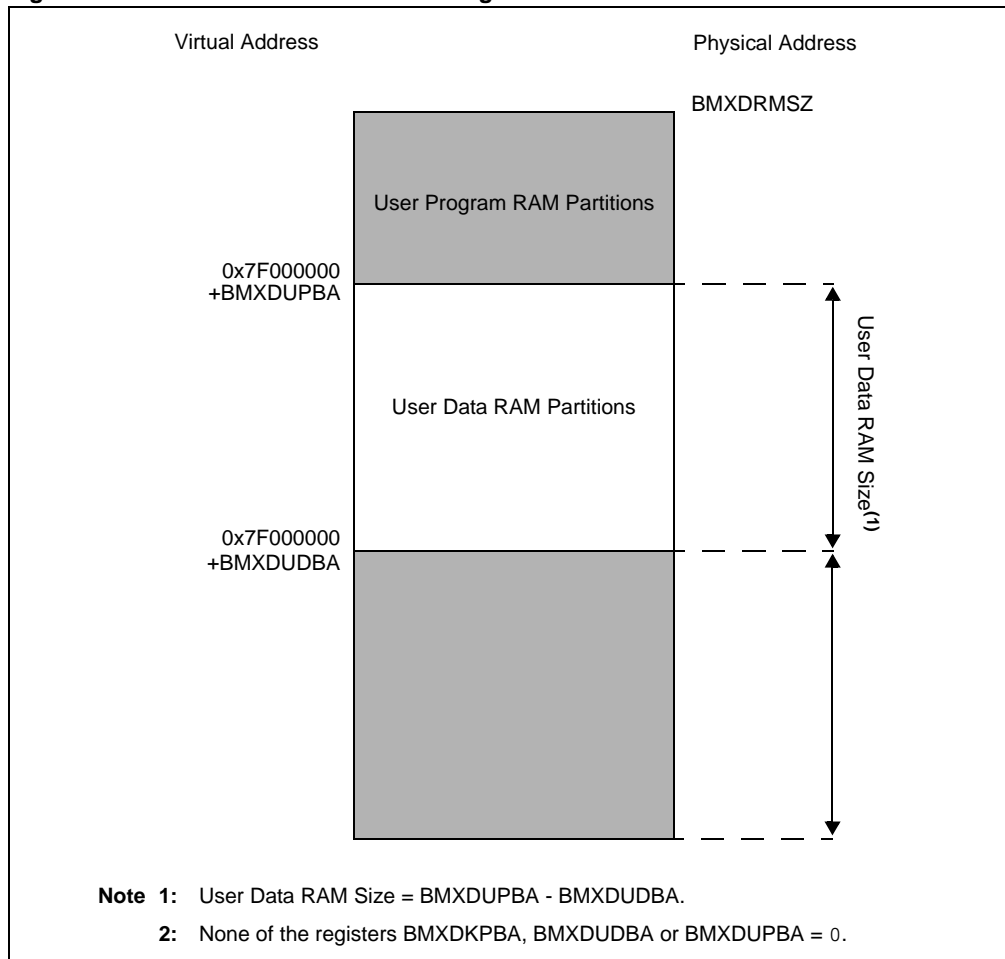 Virtual Address
Physical Address
BMXDRMSZ
User Program RAM Partitions
0x7F000000
+BMXDUPBA
User Data RAM Partitions
User Data RAM Size(1)
0x7F000000
+BMXDUDBA
Note 1: User Data RAM Size = BMXDUPBA - BMXDUDBA.
2: None of the registers BMXDKPBA, BMXDUDBA or BMXDUPBA = 0.